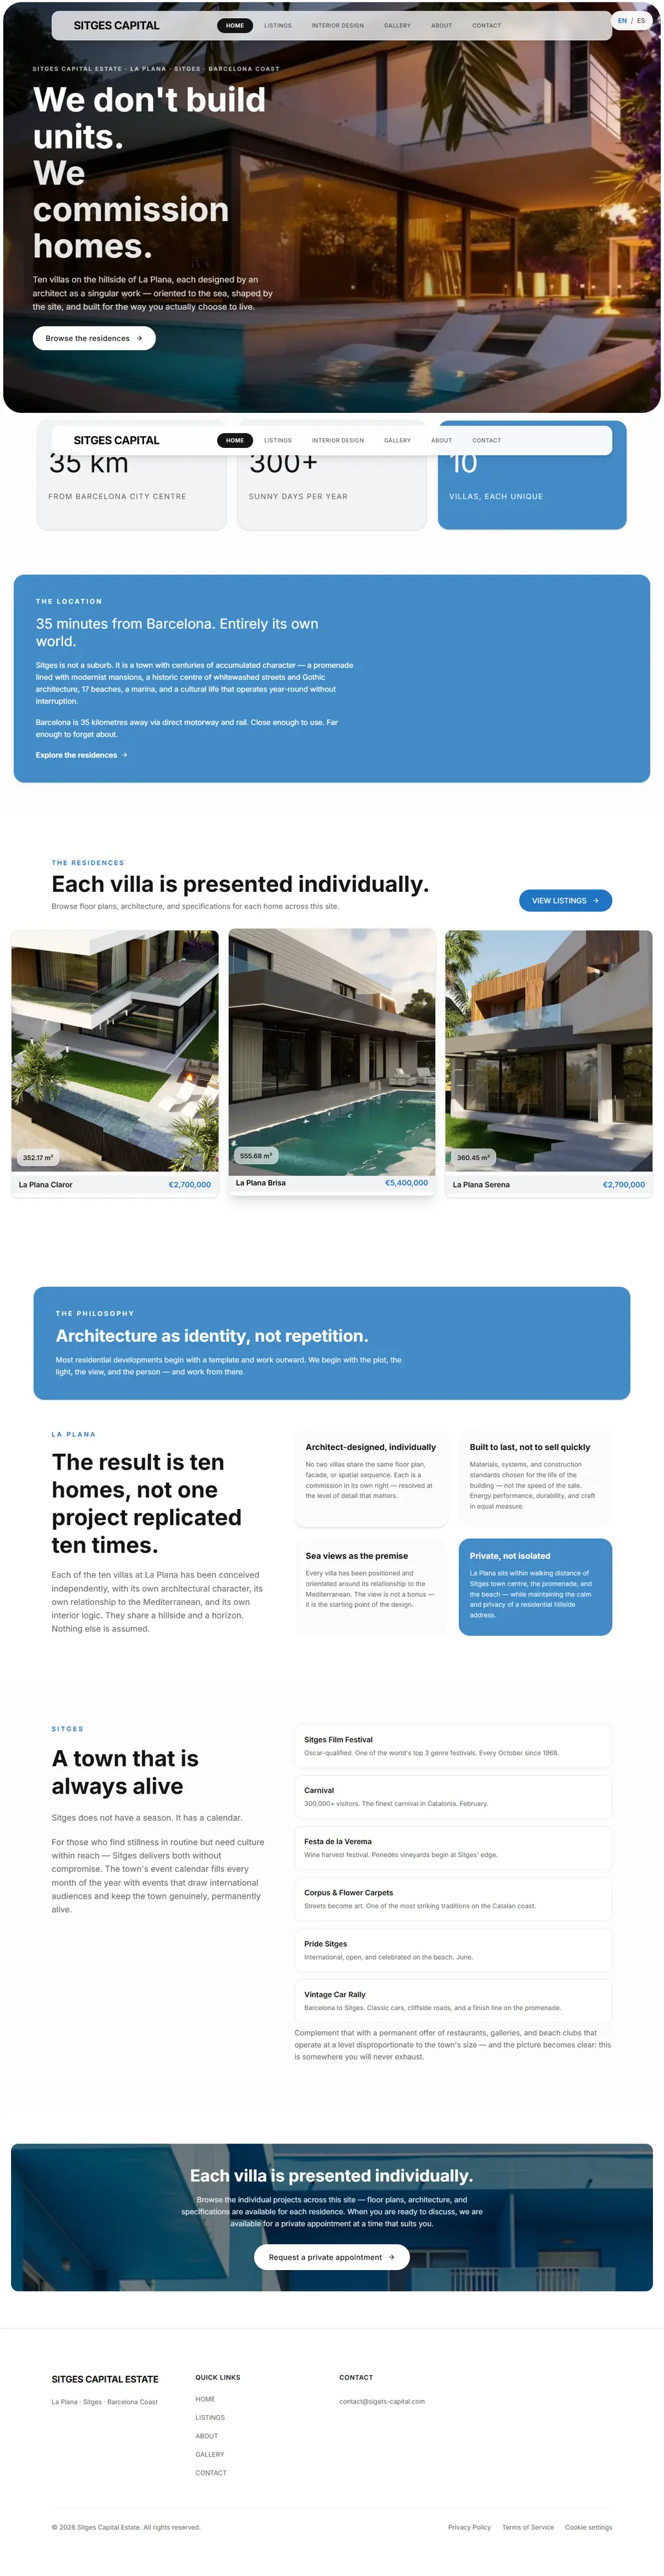 SITGES CAPITAL
HOME LISTINGS INTERIOR DESIGN GALLERY ABOUT CONTACT
EN / ES
SITGES CAPITAL ESTATE · LA PLANA · SITGES · BARCELONA COAST
We don't build
units.
We
commission
homes.
Ten villas on the hillside of La Plana, each designed by an
architect as a singular work — oriented to the sea, shaped by
the site, and built for the way you actually choose to live.
Browse the residences →
SITGES CAPITAL
HOME LISTINGS INTERIOR DESIGN GALLERY ABOUT CONTACT
35 km
FROM BARCELONA CITY CENTRE
300+
SUNNY DAYS PER YEAR
10
VILLAS, EACH UNIQUE
THE LOCATION
35 minutes from Barcelona. Entirely its own
world.
Sitges is not a suburb. It is a town with centuries of accumulated character — a promenade
lined with modernist mansions, a historic centre of whitewashed streets and Gothic
architecture, 17 beaches, a marina, and a cultural life that operates year-round without
interruption.
Barcelona is 35 kilometres away via direct motorway and rail. Close enough to use. Far
enough to forget about.
Explore the residences →
THE RESIDENCES
Each villa is presented individually.
Browse floor plans, architecture, and specifications for each home across this site.
VIEW LISTINGS →
352.17 m²
La Plana Claror €2,700,000
555.68 m²
La Plana Brisa €5,400,000
360.45 m²
La Plana Serena €2,700,000
THE PHILOSOPHY
Architecture as identity, not repetition.
Most residential developments begin with a template and work outward. We begin with the plot, the
light, the view, and the person — and work from there.
LA PLANA
The result is ten
homes, not one
project replicated
ten times.
Each of the ten villas at La Plana has been conceived
independently, with its own architectural character, its
own relationship to the Mediterranean, and its own
interior logic. They share a hillside and a horizon.
Nothing else is assumed.
Architect-designed, individually
No two villas share the same floor plan,
facade, or spatial sequence. Each is a
commission in its own right — resolved at
the level of detail that matters.
Built to last, not to sell quickly
Materials, systems, and construction
standards chosen for the life of the
building — not the speed of the sale.
Energy performance, durability, and craft
in equal measure.
Sea views as the premise
Every villa has been positioned and
orientated around its relationship to the
Mediterranean. The view is not a bonus —
it is the starting point of the design.
Private, not isolated
La Plana sits within walking distance of
Sitges town centre, the promenade, and
the beach — while maintaining the calm
and privacy of a residential hillside
address.
SITGES
A town that is
always alive
Sitges does not have a season. It has a calendar.
For those who find stillness in routine but need culture
within reach — Sitges delivers both without
compromise. The town's event calendar fills every
month of the year with events that draw international
audiences and keep the town genuinely, permanently
alive.
Sitges Film Festival
Oscar-qualified. One of the world's top 3 genre festivals. Every October since 1968.
Carnival
300,000+ visitors. The finest carnival in Catalonia. February.
Festa de la Verema
Wine harvest festival. Penedès vineyards begin at Sitges' edge.
Corpus & Flower Carpets
Streets become art. One of the most striking traditions on the Catalan coast.
Pride Sitges
International, open, and celebrated on the beach. June.
Vintage Car Rally
Barcelona to Sitges. Classic cars, cliffside roads, and a finish line on the promenade.
Complement that with a permanent offer of restaurants, galleries, and beach clubs that
operate at a level disproportionate to the town's size — and the picture becomes clear: this
is somewhere you will never exhaust.
Each villa is presented individually.
Browse the individual projects across this site — floor plans, architecture, and
specifications are available for each residence. When you are ready to discuss, we are
available for a private appointment at a time that suits you.
Request a private appointment →
SITGES CAPITAL ESTATE
La Plana · Sitges · Barcelona Coast
QUICK LINKS
HOME
LISTINGS
ABOUT
GALLERY
CONTACT
CONTACT
contact@sigets-capital.com
© 2026 Sitges Capital Estate. All rights reserved.
Privacy Policy Terms of Service Cookie settings